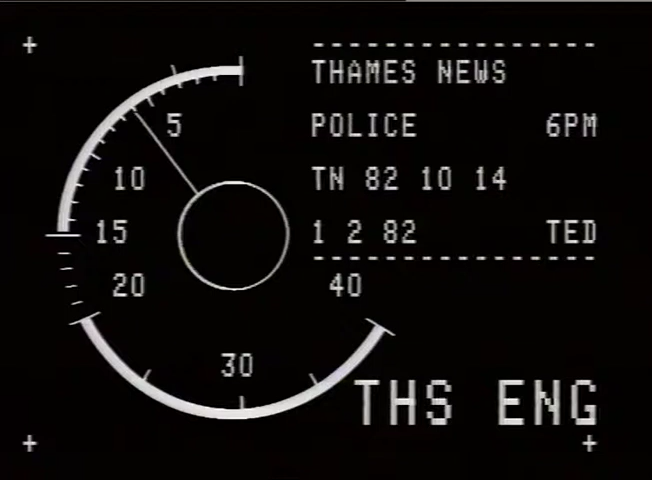 THAMES NEWS
POLICE 6PM
TN 82 10 14
1 2 82 TED
5
10
15
20
30
40
THS ENG